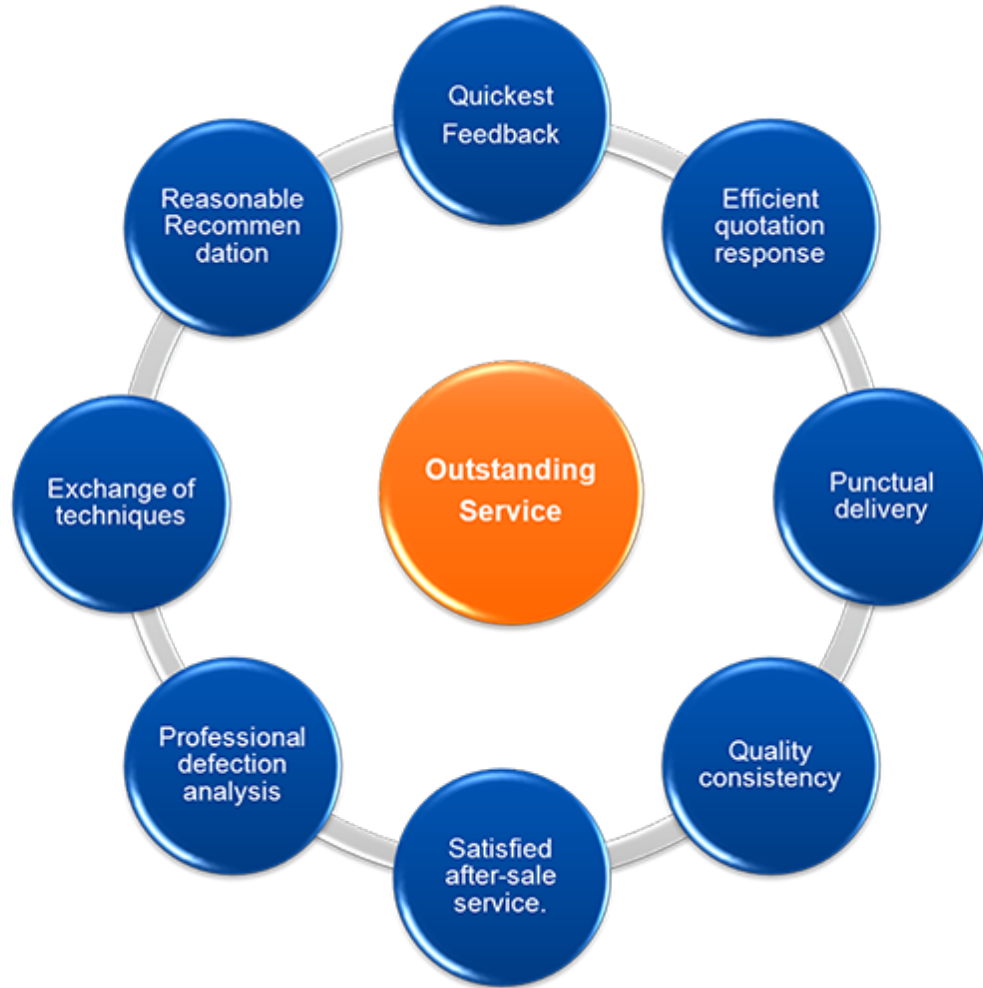 Quickest
Feedback
Efficient
quotation
response
Punctual
delivery
Quality
consistency
Satisfied
after-sale
service.
Professional
defection
analysis
Exchange of
techniques
Reasonable
Recommen
dation
Outstanding
Service